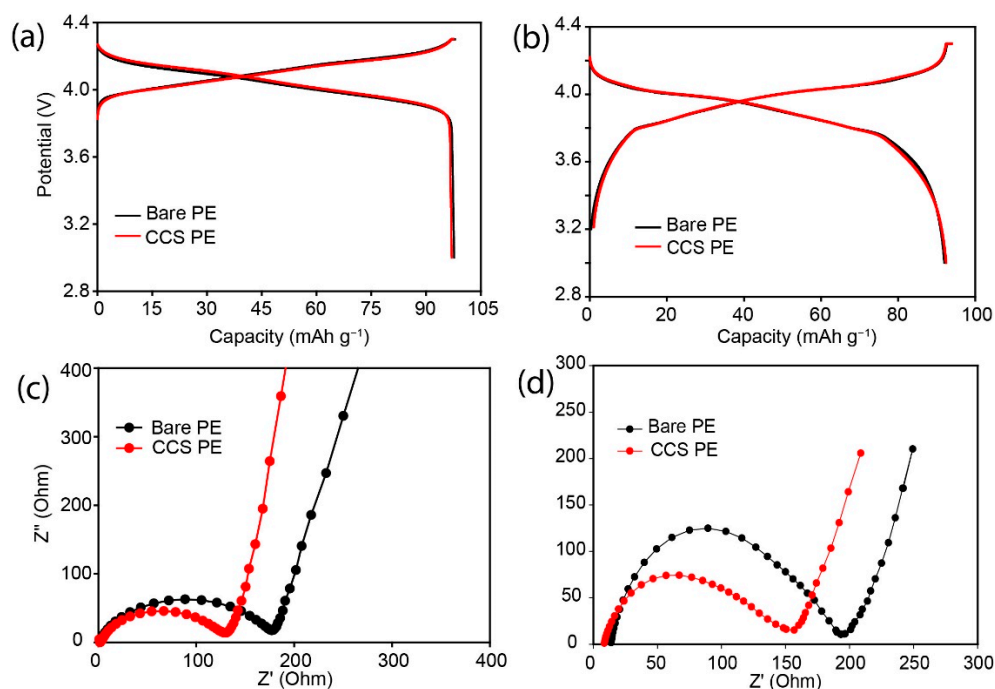 (a)
4.4
4.0
3.6
3.2
2.8
Potential (V)
Bare PE
CCS PE
0 15 30 45 60 75 90 105
Capacity (mAh g⁻¹)
(b)
4.4
4.0
3.6
3.2
2.8
Bare PE
CCS PE
0 20 40 60 80 100
Capacity (mAh g⁻¹)
(c)
400
300
200
100
0
Z" (Ohm)
Bare PE
CCS PE
0 100 200 300 400
Z' (Ohm)
(d)
300
250
200
150
100
50
0
Bare PE
CCS PE
0 50 100 150 200 250 300
Z' (Ohm)